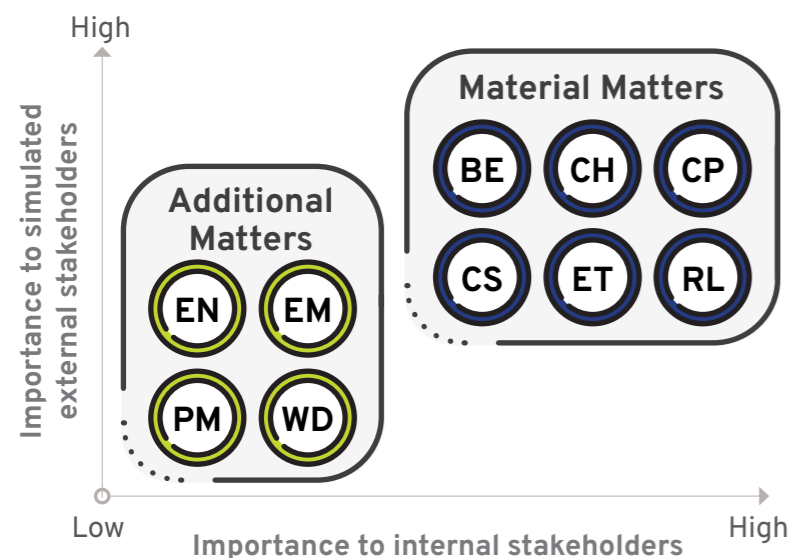 High
Importance to simulated
external stakeholders
Material Matters
BE CH CP
CS ET RL
Additional
Matters
EN EM
PM WD
Low
Importance to internal stakeholders
High